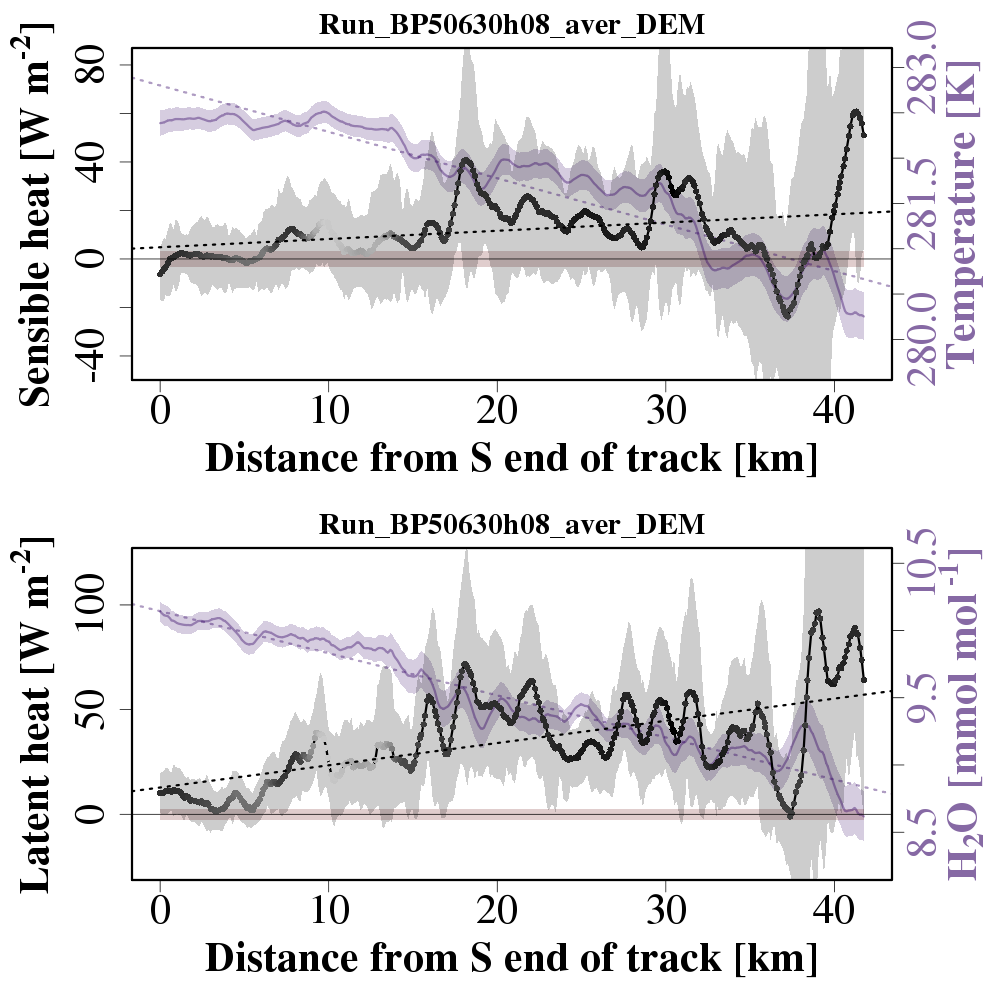 Run_BP50630h08_aver_DEM
Sensible heat [W m-2]
80
40
0
-40
283.0
281.5
280.0
Temperature [K]
0 10 20 30 40
Distance from S end of track [km]
Run_BP50630h08_aver_DEM
Latent heat [W m-2]
100
50
0
10.5
9.5
8.5
H2O [mmol mol-1]
0 10 20 30 40
Distance from S end of track [km]